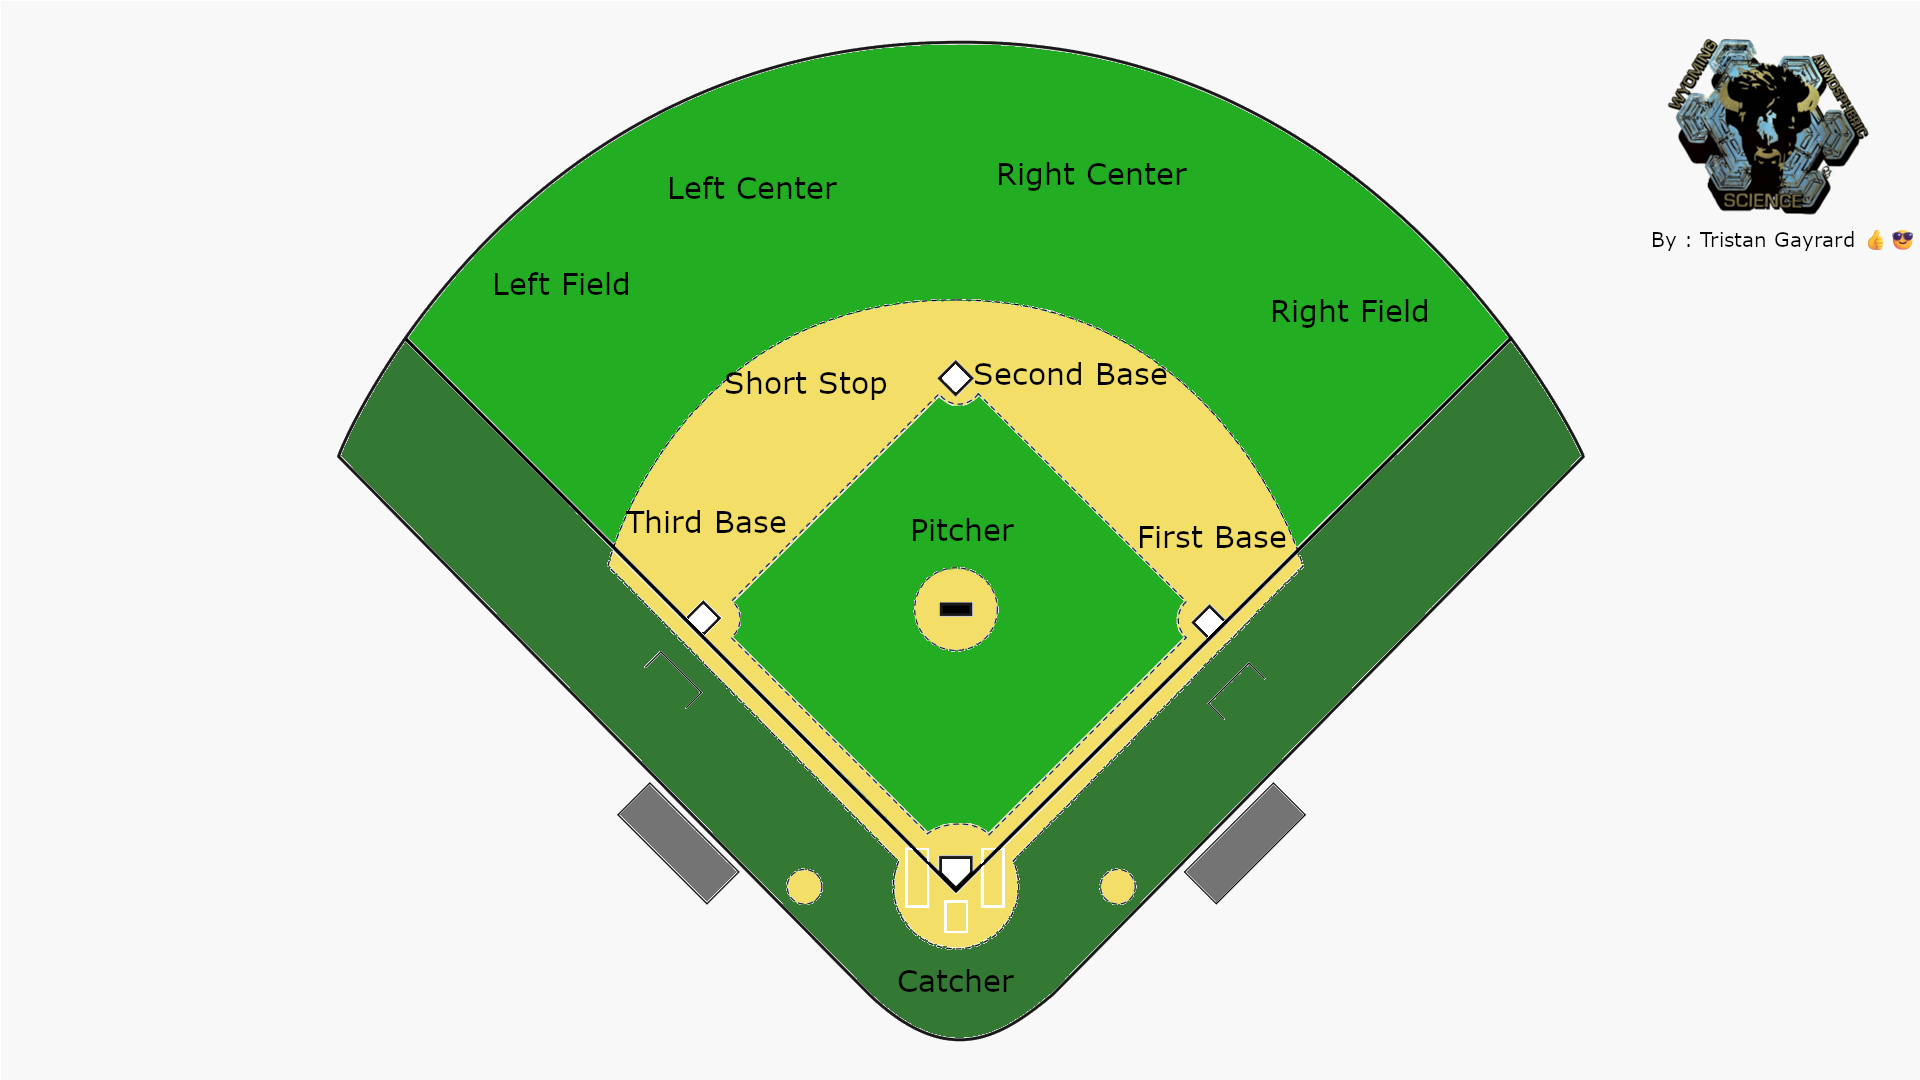 WYOMING
ATMOSPHERIC
SCIENCE
By : Tristan Gayrard 👍 😎
Left Center
Right Center
Left Field
Right Field
Short Stop
Second Base
Third Base
Pitcher
First Base
Catcher